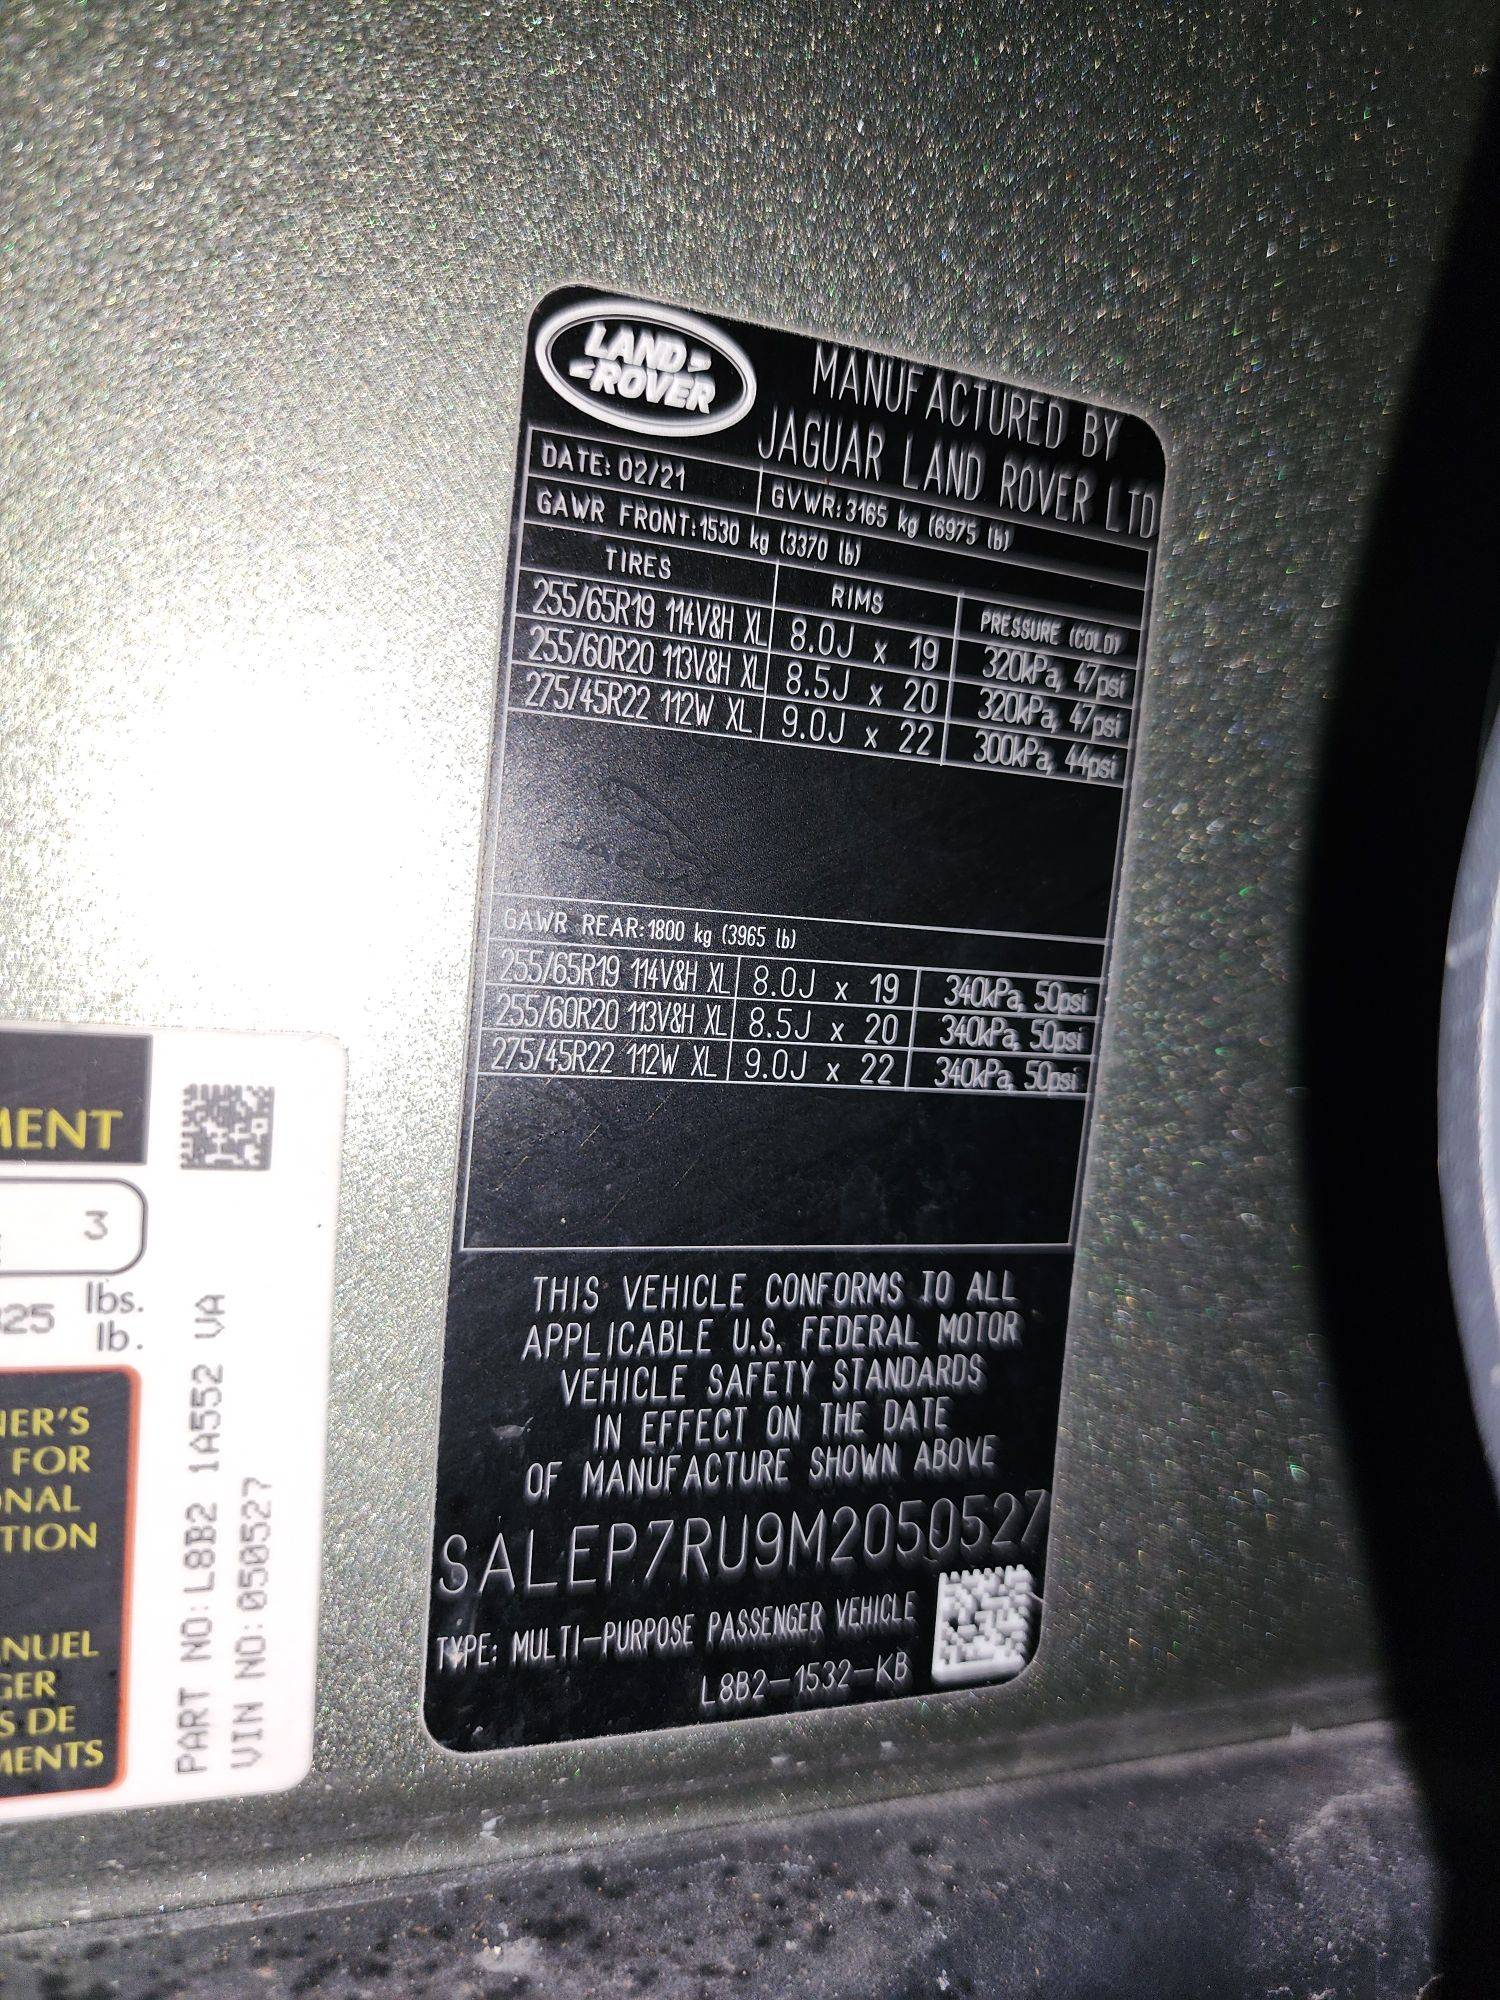 LAND
ROVER
MANUFACTURED BY
JAGUAR LAND ROVER LTD
DATE: 02/21 GVWR: 3165 kg (6975 lb)
GAWR FRONT: 1530 kg (3370 lb)
TIRES RIMS PRESSURE (COLD)
255/65R19 114V&H XL 8.0J x 19 320kPa, 47psi
255/60R20 113V&H XL 8.5J x 20 320kPa, 47psi
275/45R22 112W XL 9.0J x 22 300kPa, 44psi
JAGUAR
GAWR REAR: 1800 kg (3965 lb)
255/65R19 114V&H XL 8.0J x 19 340kPa, 50psi
255/60R20 113V&H XL 8.5J x 20 340kPa, 50psi
275/45R22 112W XL 9.0J x 22 340kPa, 50psi
THIS VEHICLE CONFORMS TO ALL
APPLICABLE U.S. FEDERAL MOTOR
VEHICLE SAFETY STANDARDS
IN EFFECT ON THE DATE
OF MANUFACTURE SHOWN ABOVE
SALEP7RU9M2050527
TYPE: MULTI-PURPOSE PASSENGER VEHICLE
L8B2-1532-KB
MENT
3
lbs.
25 lb.
NER'S
FOR
ONAL
TION
ANUEL
GER
S DE
MENTS
PART NO:L8B2 1A552 VA
VIN NO:050527